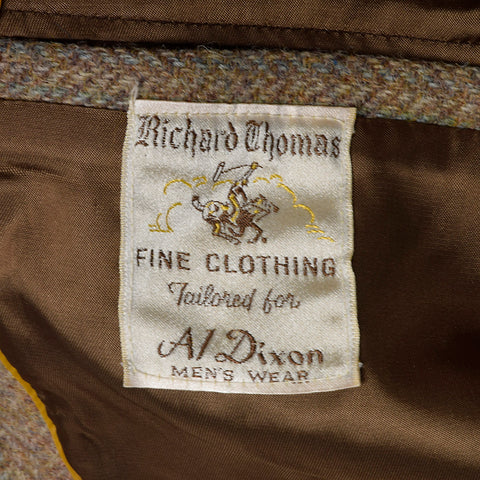 Richard Thomas
FINE CLOTHING
Tailored for
Al Dixon
MEN'S WEAR